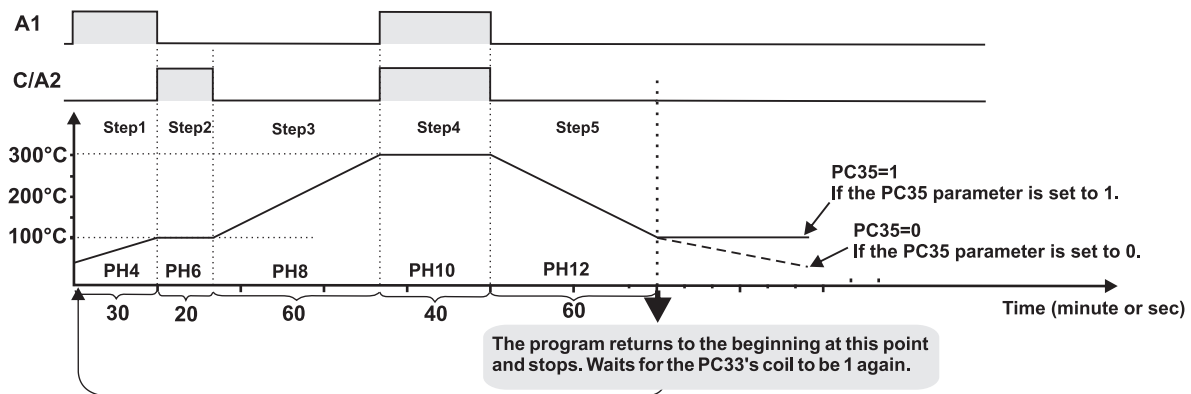 A1
C/A2
Step1 Step2 Step3 Step4 Step5
300°C
200°C
100°C
PC35=1
If the PC35 parameter is set to 1.
PC35=0
If the PC35 parameter is set to 0.
PH4 PH6 PH8 PH10 PH12
30 20 60 40 60
Time (minute or sec)
The program returns to the beginning at this point
and stops. Waits for the PC33's coil to be 1 again.